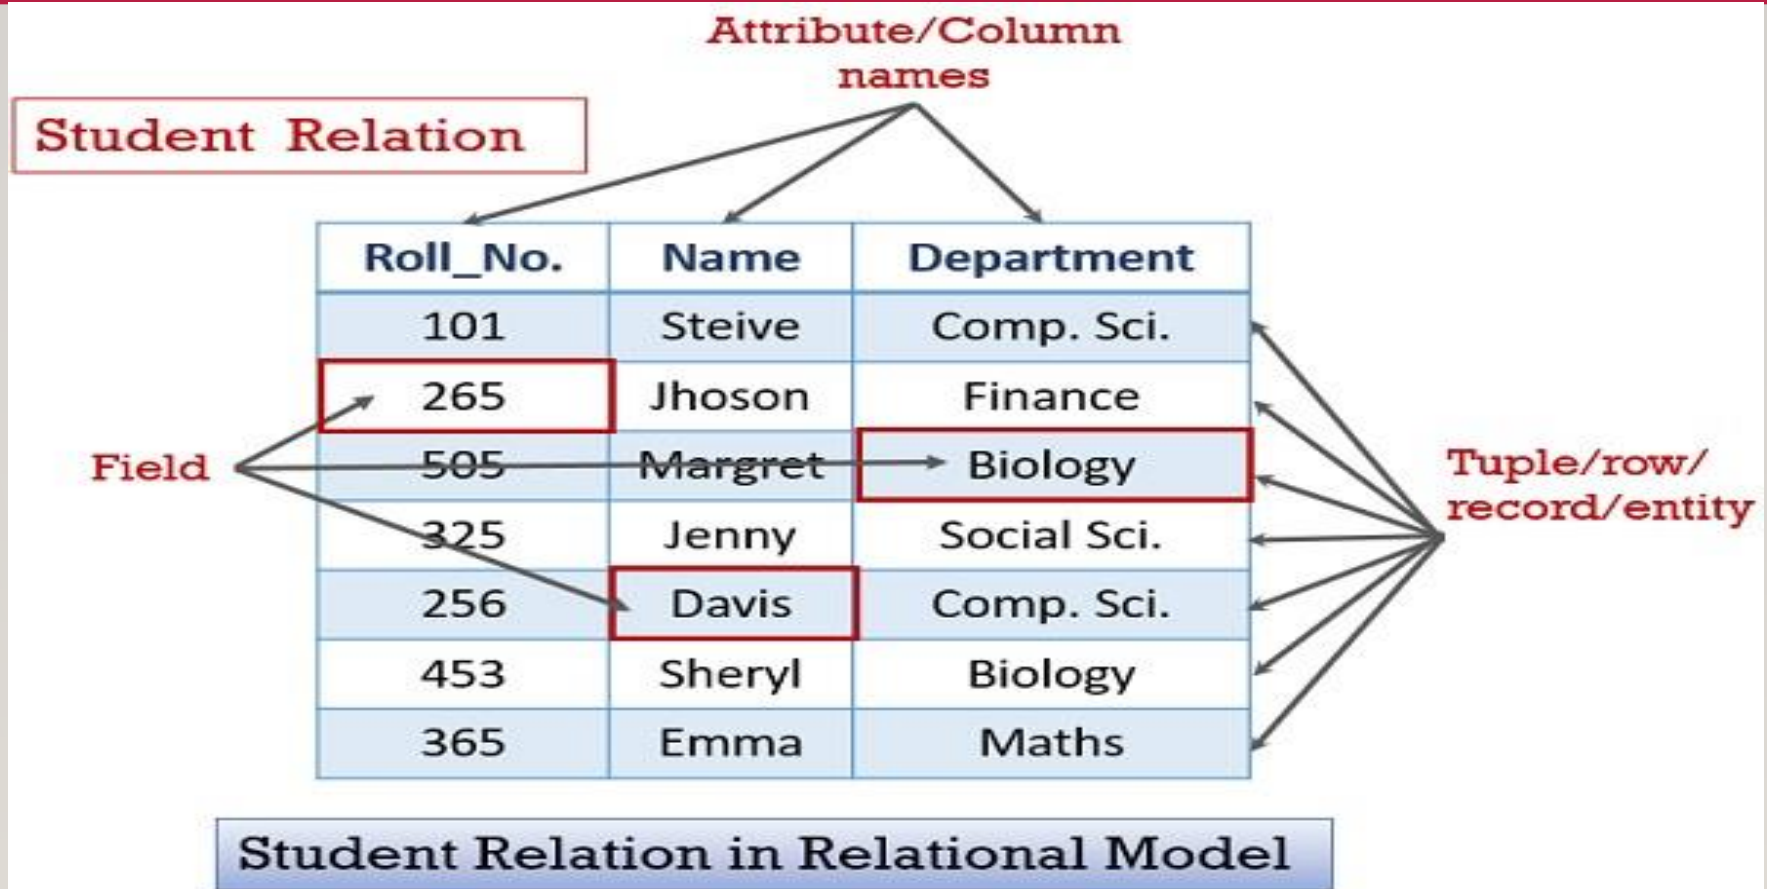 Attribute/Column
names
Student Relation
Roll_No. Name Department
101 Steive Comp. Sci.
265 Jhoson Finance
505 Margret Biology
325 Jenny Social Sci.
256 Davis Comp. Sci.
453 Sheryl Biology
365 Emma Maths
Field
Tuple/row/
record/entity
Student Relation in Relational Model